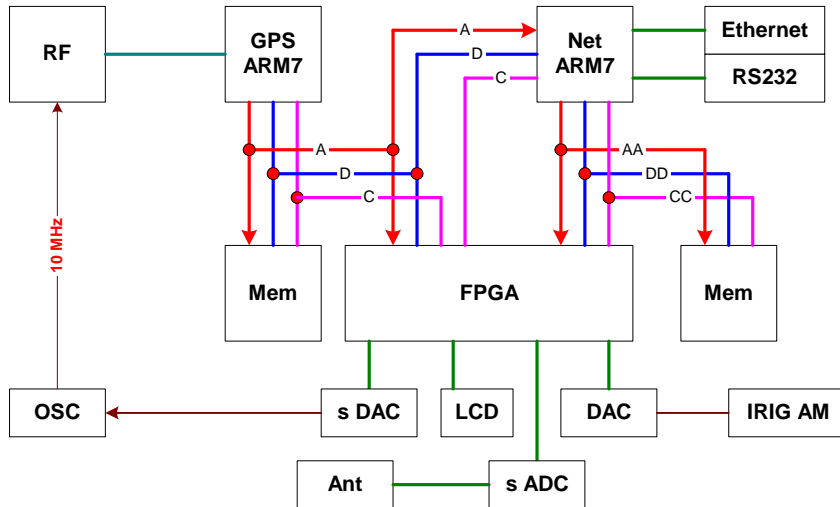 RF
GPS
ARM7
A
D
C
Net
ARM7
Ethernet
RS232
A
D
C
AA
DD
CC
10 MHz
Mem
FPGA
Mem
OSC
s DAC
LCD
DAC
IRIG AM
Ant
s ADC